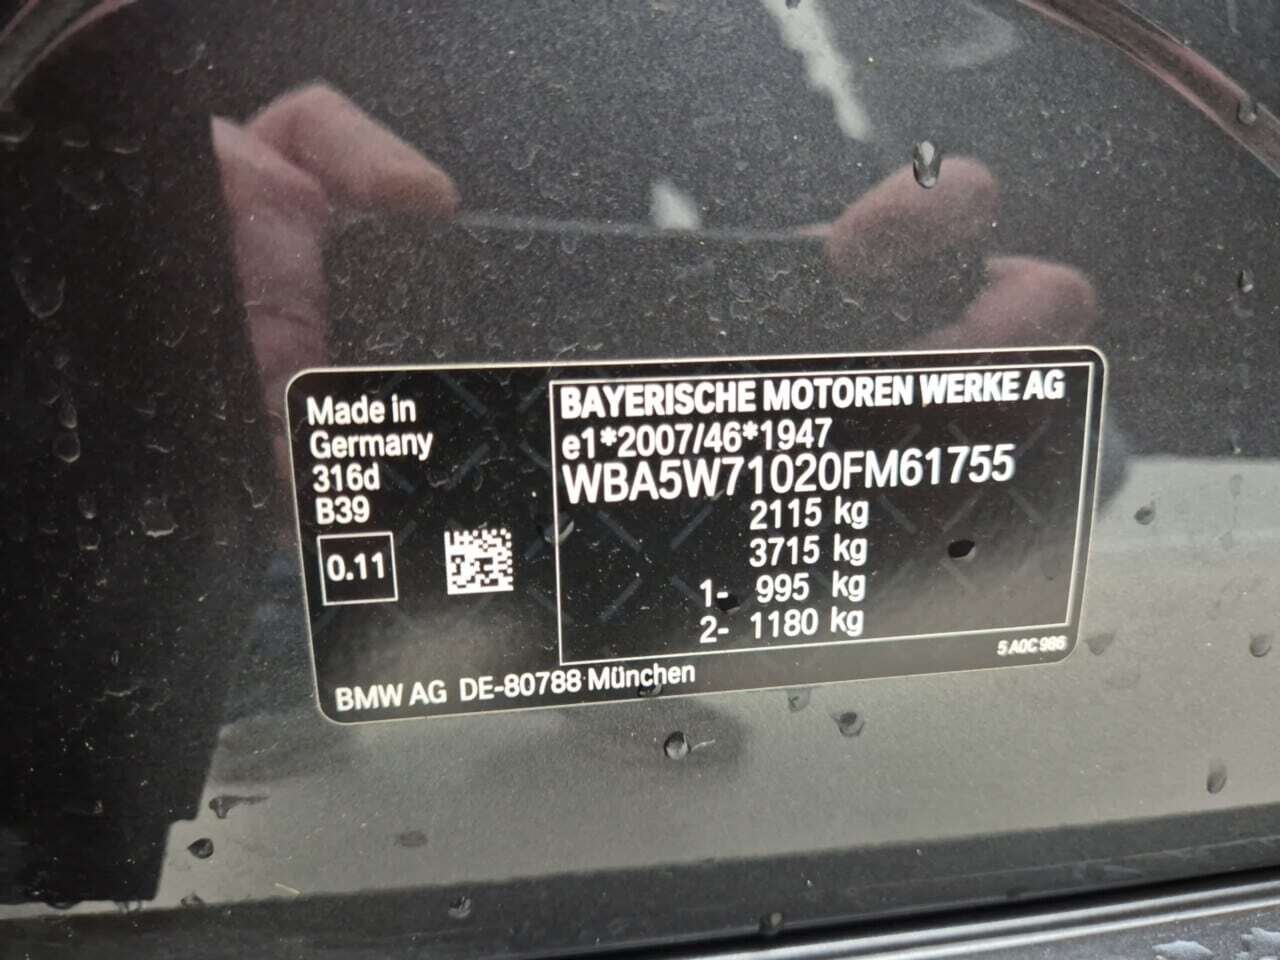 Made in
Germany
316d
B39
0.11
BAYERISCHE MOTOREN WERKE AG
e1*2007/46*1947
WBA5W71020FM61755
2115 kg
3715 kg
1- 995 kg
2- 1180 kg
5 A0C 986
BMW AG DE-80788 München